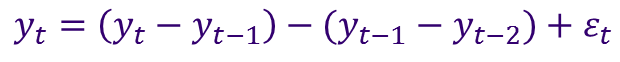 yₜ = (yₜ − yₜ₋₁) − (yₜ₋₁ − yₜ₋₂) + εₜ